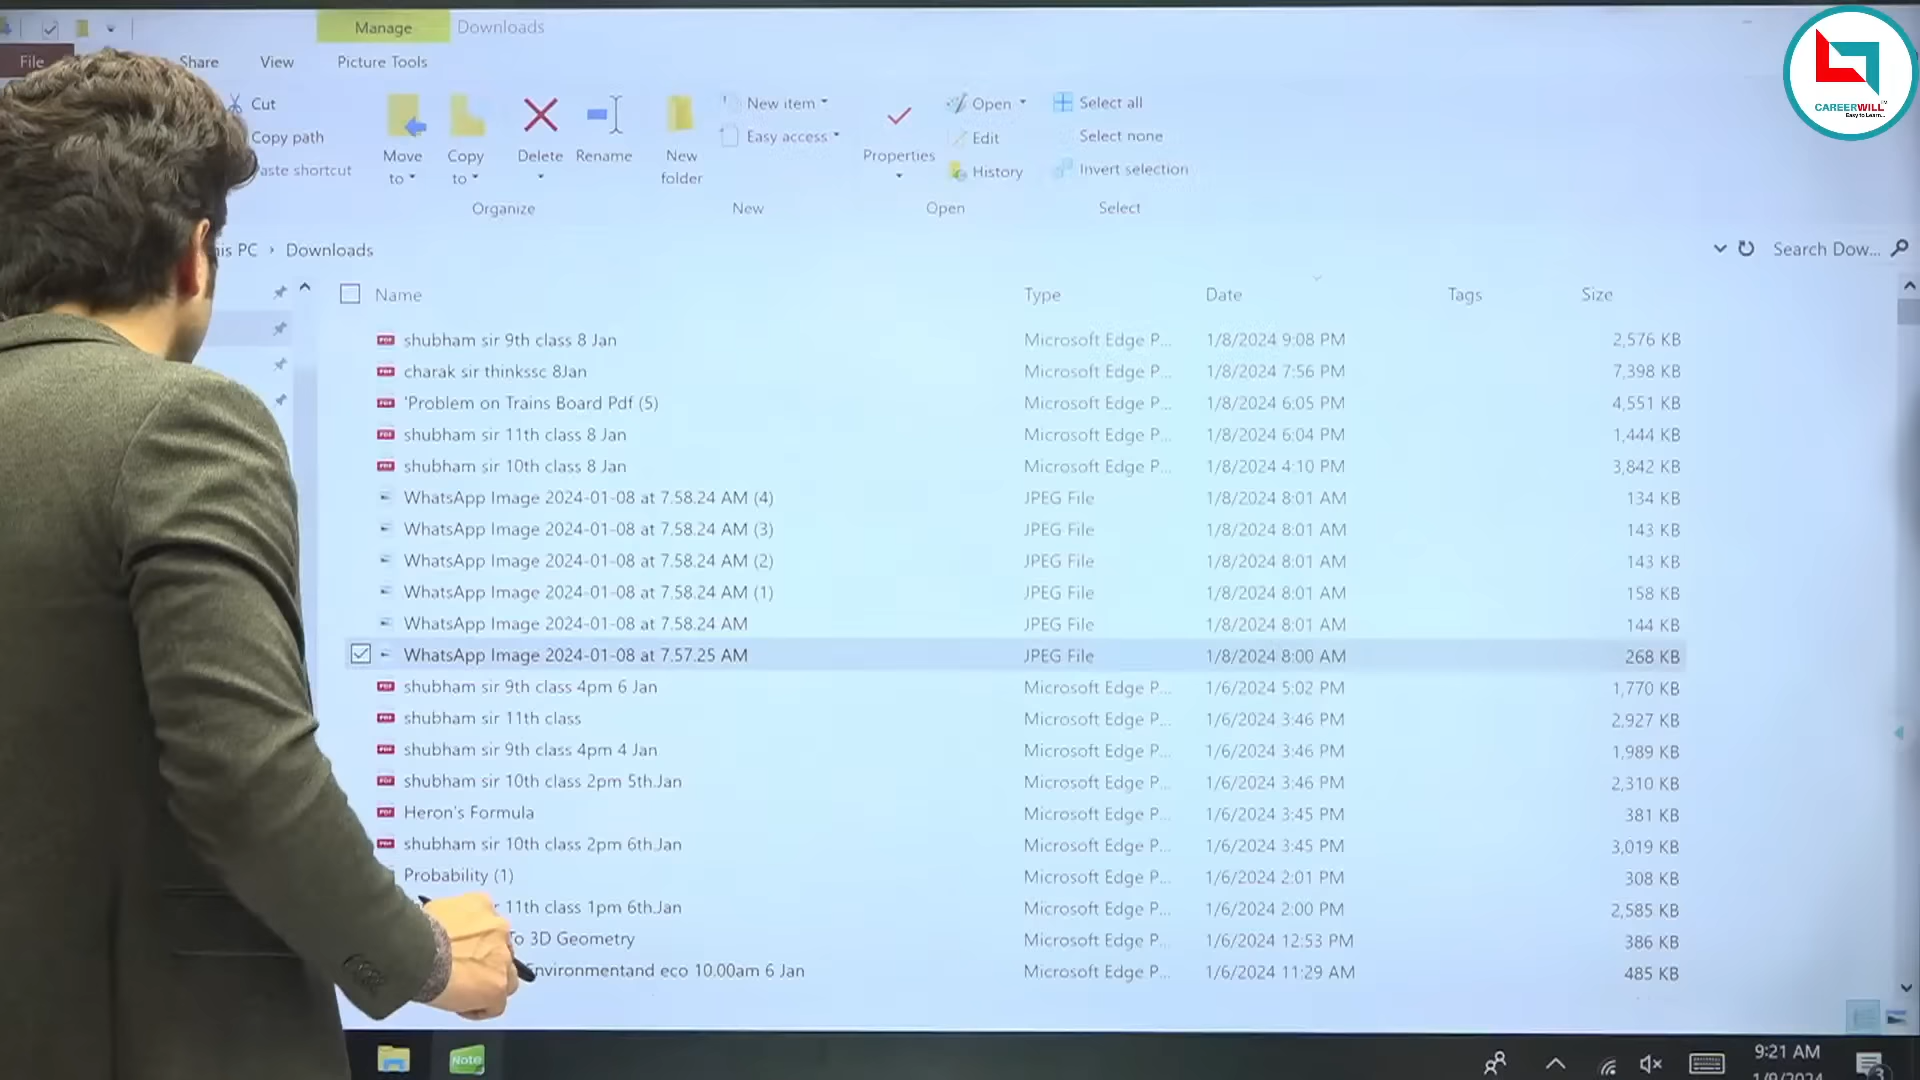 Manage Downloads
File Share View Picture Tools
Cut
Copy path
aste shortcut
Move to
Copy to
Delete
Rename
New folder
New item
Easy access
Properties
Open
Edit
History
Select all
Select none
Invert selection
Organize New Open Select
his PC › Downloads
Search Dow...
Name Type Date Tags Size
shubham sir 9th class 8 Jan Microsoft Edge P... 1/8/2024 9:08 PM 2,576 KB
charak sir thinkssc 8Jan Microsoft Edge P... 1/8/2024 7:56 PM 7,398 KB
'Problem on Trains Board Pdf (5) Microsoft Edge P... 1/8/2024 6:05 PM 4,551 KB
shubham sir 11th class 8 Jan Microsoft Edge P... 1/8/2024 6:04 PM 1,444 KB
shubham sir 10th class 8 Jan Microsoft Edge P... 1/8/2024 4:10 PM 3,842 KB
WhatsApp Image 2024-01-08 at 7.58.24 AM (4) JPEG File 1/8/2024 8:01 AM 134 KB
WhatsApp Image 2024-01-08 at 7.58.24 AM (3) JPEG File 1/8/2024 8:01 AM 143 KB
WhatsApp Image 2024-01-08 at 7.58.24 AM (2) JPEG File 1/8/2024 8:01 AM 143 KB
WhatsApp Image 2024-01-08 at 7.58.24 AM (1) JPEG File 1/8/2024 8:01 AM 158 KB
WhatsApp Image 2024-01-08 at 7.58.24 AM JPEG File 1/8/2024 8:01 AM 144 KB
WhatsApp Image 2024-01-08 at 7.57.25 AM JPEG File 1/8/2024 8:00 AM 268 KB
shubham sir 9th class 4pm 6 Jan Microsoft Edge P... 1/6/2024 5:02 PM 1,770 KB
shubham sir 11th class Microsoft Edge P... 1/6/2024 3:46 PM 2,927 KB
shubham sir 9th class 4pm 4 Jan Microsoft Edge P... 1/6/2024 3:46 PM 1,989 KB
shubham sir 10th class 2pm 5th.Jan Microsoft Edge P... 1/6/2024 3:46 PM 2,310 KB
Heron's Formula Microsoft Edge P... 1/6/2024 3:45 PM 381 KB
shubham sir 10th class 2pm 6th.Jan Microsoft Edge P... 1/6/2024 3:45 PM 3,019 KB
Probability (1) Microsoft Edge P... 1/6/2024 2:01 PM 308 KB
r 11th class 1pm 6th.Jan Microsoft Edge P... 1/6/2024 2:00 PM 2,585 KB
To 3D Geometry Microsoft Edge P... 1/6/2024 12:53 PM 386 KB
Environmentand eco 10.00am 6 Jan Microsoft Edge P... 1/6/2024 11:29 AM 485 KB
Note
9:21 AM
3
CAREERWILL
Easy to Learn...